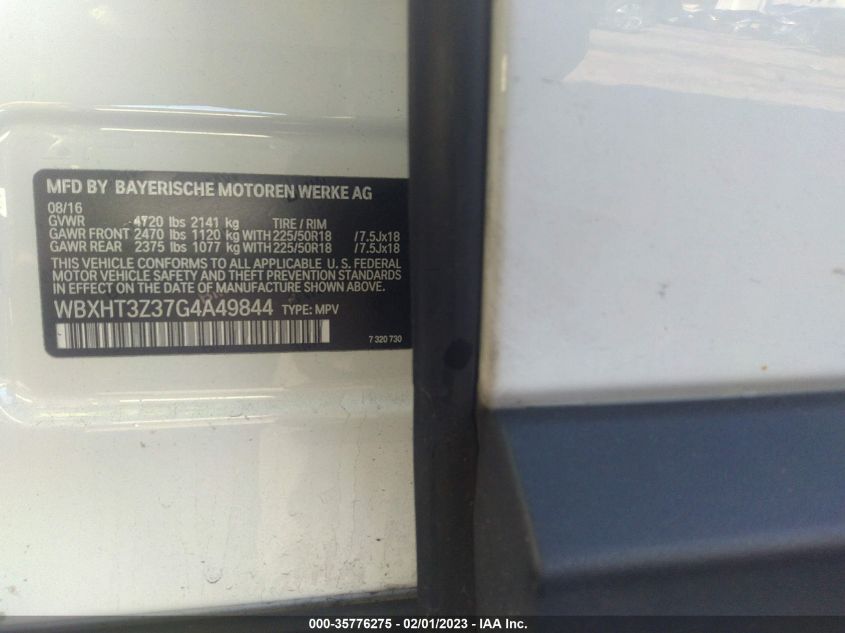 MFD BY BAYERISCHE MOTOREN WERKE AG
08/16
GVWR 4720 lbs 2141 kg TIRE / RIM
GAWR FRONT 2470 lbs 1120 kg WITH 225/50R18 /7.5Jx18
GAWR REAR 2375 lbs 1077 kg WITH 225/50R18 /7.5Jx18
THIS VEHICLE CONFORMS TO ALL APPLICABLE U. S. FEDERAL
MOTOR VEHICLE SAFETY AND THEFT PREVENTION STANDARDS
IN EFFECT ON THE DATE OF MANUFACTURE SHOWN ABOVE.
WBXHT3Z37G4A49844 TYPE: MPV
7 320 730
000-35776275 - 02/01/2023 - IAA Inc.